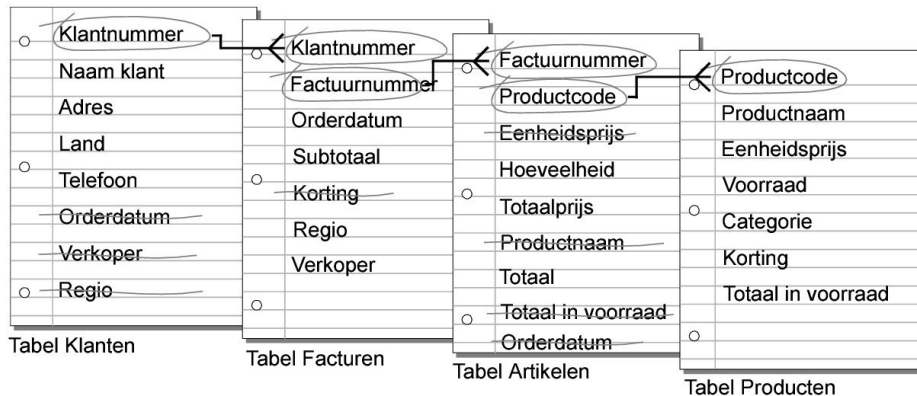 Klantnummer
Naam klant
Adres
Land
Telefoon
Orderdatum
Verkoper
Regio
Tabel Klanten
Klantnummer
Factuurnummer
Orderdatum
Subtotaal
Korting
Regio
Verkoper
Tabel Facturen
Factuurnummer
Productcode
Eenheidsprijs
Hoeveelheid
Totaalprijs
Productnaam
Totaal
Totaal in voorraad
Orderdatum
Tabel Artikelen
Productcode
Productnaam
Eenheidsprijs
Voorraad
Categorie
Korting
Totaal in voorraad
Tabel Producten